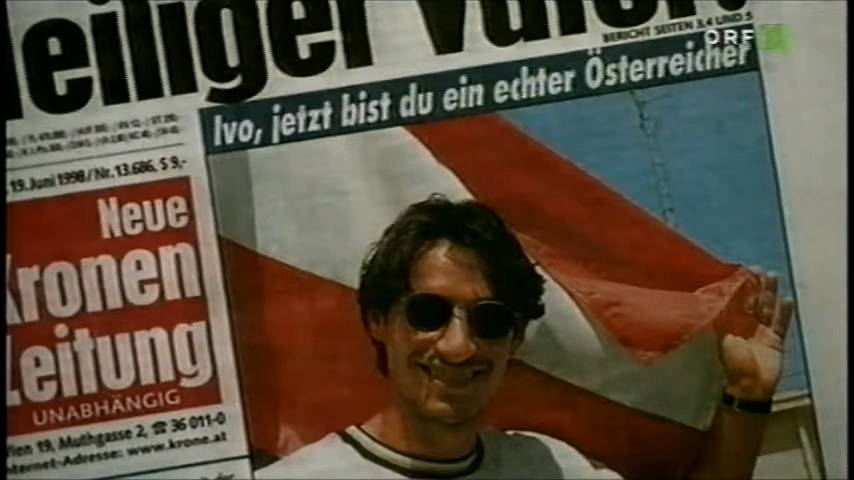 eiliger Vater!
BERICHT SEITEN 3,4 UND 5
ORF
Ivo, jetzt bist du ein echter Österreicher
19. Juni 1998/Nr. 13.686, S 9,-
Neue
Kronen
Zeitung
UNABHÄNGIG
Wien 19, Muthgasse 2, ☎ 36 011-0
Internet-Adresse: www.krone.at